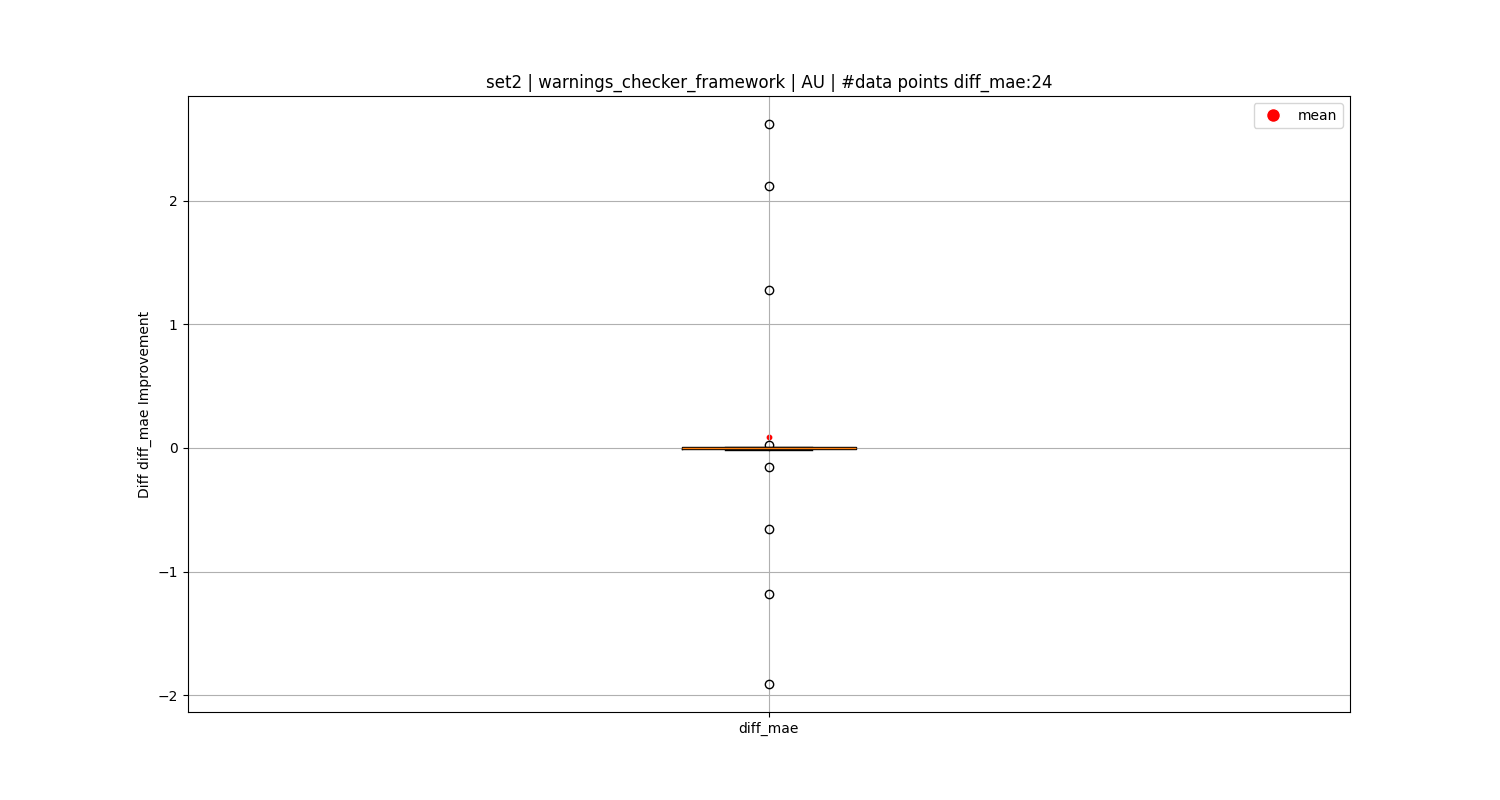 set2 | warnings_checker_framework | AU | #data points diff_mae:24
mean
Diff diff_mae Improvement
2
1
0
−1
−2
diff_mae